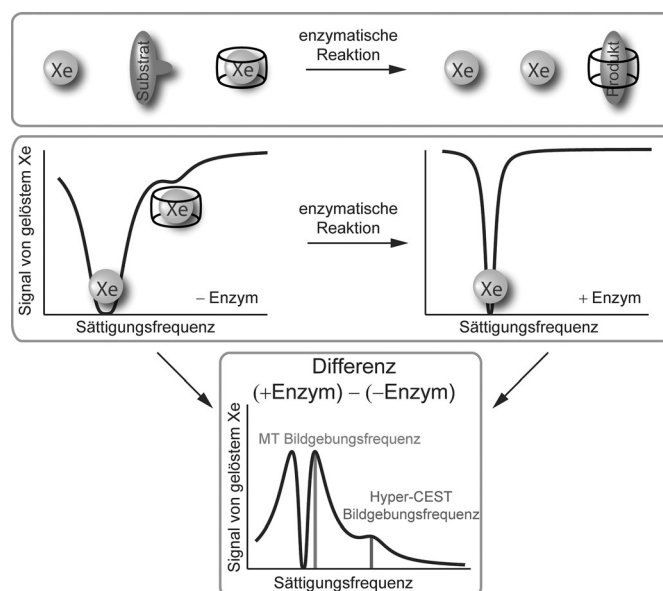 Xe
Substrat
Xe
enzymatische
Reaktion
Xe
Xe
Produkt
Signal von gelöstem Xe
Xe
Xe
– Enzym
Sättigungsfrequenz
enzymatische
Reaktion
Xe
+ Enzym
Sättigungsfrequenz
Differenz
(+Enzym) – (–Enzym)
Signal von gelöstem Xe
MT Bildgebungsfrequenz
Hyper-CEST
Bildgebungsfrequenz
Sättigungsfrequenz